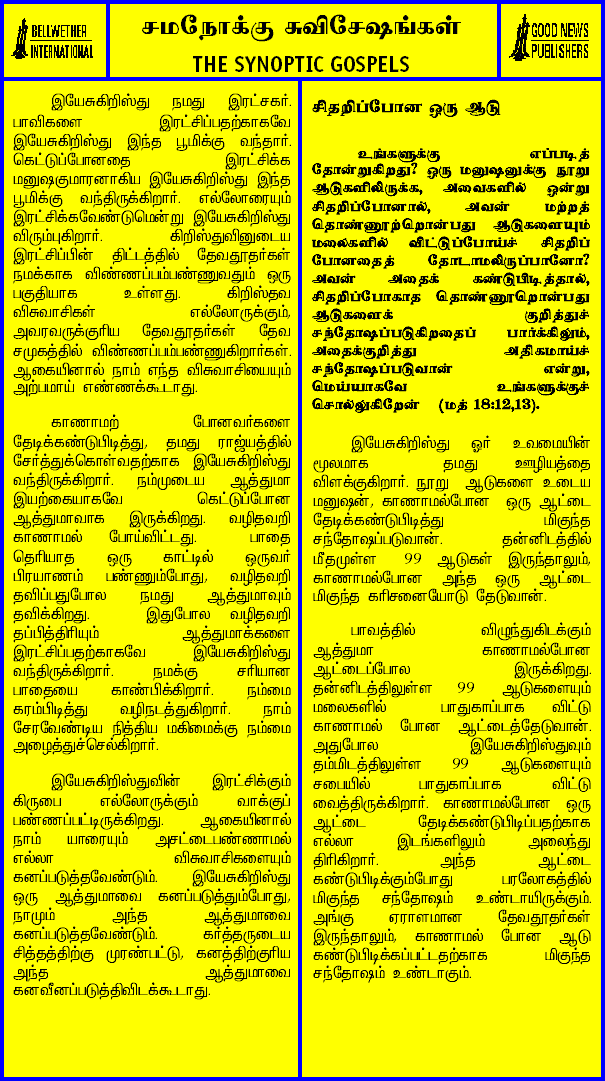 BELLWETHER
INTERNATIONAL
சமநோக்கு சுவிசேஷங்கள்
THE SYNOPTIC GOSPELS
GOOD NEWS
PUBLISHERS
இயேசுகிறிஸ்து நமது இரட்சகர்.
பாவிகளை இரட்சிப்பதற்காகவே
இயேசுகிறிஸ்து இந்த பூமிக்கு வந்தார்.
கெட்டுப்போனதை இரட்சிக்க
மனுஷகுமாரனாகிய இயேசுகிறிஸ்து இந்த
பூமிக்கு வந்திருக்கிறார். எல்லோரையும்
இரட்சிக்கவேண்டுமென்று இயேசுகிறிஸ்து
விரும்புகிறார். கிறிஸ்துவினுடைய
இரட்சிப்பின் திட்டத்தில் தேவதூதர்கள்
நமக்காக விண்ணப்பம்பண்ணுவதும் ஒரு
பகுதியாக உள்ளது. கிறிஸ்தவ
விசுவாசிகள் எல்லோருக்கும்,
அவரவருக்குரிய தேவதூதர்கள் தேவ
சமுகத்தில் விண்ணப்பம்பண்ணுகிறார்கள்.
ஆகையினால் நாம் எந்த விசுவாசியையும்
அற்பமாய் எண்ணக்கூடாது.
காணாமற் போனவர்களை
தேடிக்கண்டுபிடித்து, தமது ராஜ்யத்தில்
சேர்த்துக்கொள்வதற்காக இயேசுகிறிஸ்து
வந்திருக்கிறார். நம்முடைய ஆத்துமா
இயற்கையாகவே கெட்டுப்போன
ஆத்துமாவாக இருக்கிறது. வழிதவறி
காணாமல் போய்விட்டது. பாதை
தெரியாத ஒரு காட்டில் ஒருவர்
பிரயாணம் பண்ணும்போது, வழிதவறி
தவிப்பதுபோல நமது ஆத்துமாவும்
தவிக்கிறது. இதுபோல வழிதவறி
தப்பித்திரியும் ஆத்துமாக்களை
இரட்சிப்பதற்காகவே இயேசுகிறிஸ்து
வந்திருக்கிறார். நமக்கு சரியான
பாதையை காண்பிக்கிறார். நம்மை
கரம்பிடித்து வழிநடத்துகிறார். நாம்
சேரவேண்டிய நித்திய மகிமைக்கு நம்மை
அழைத்துச்செல்கிறார்.
இயேசுகிறிஸ்துவின் இரட்சிக்கும்
கிருபை எல்லோருக்கும் வாக்குப்
பண்ணப்பட்டிருக்கிறது. ஆகையினால்
நாம் யாரையும் அசட்டைபண்ணாமல்
எல்லா விசுவாசிகளையும்
கனப்படுத்தவேண்டும். இயேசுகிறிஸ்து
ஒரு ஆத்துமாவை கனப்படுத்தும்போது,
நாமும் அந்த ஆத்துமாவை
கனப்படுத்தவேண்டும். கர்த்தருடைய
சித்தத்திற்கு முரண்பட்டு, கனத்திற்குரிய
அந்த ஆத்துமாவை
கனவீனப்படுத்திவிடக்கூடாது.
சிதறிப்போன ஒரு ஆடு
உங்களுக்கு எப்படித்
தோன்றுகிறது? ஒரு மனுஷனுக்கு நூறு
ஆடுகளிலிருக்க, அவைகளில் ஒன்று
சிதறிப்போனால், அவன் மற்றத்
தொண்ணூற்றொன்பது ஆடுகளையும்
மலைகளில் விட்டுப்போய்ச் சிதறிப்
போனதைத் தோடாமலிருப்பானோ?
அவன் அதைக் கண்டுபிடித்தால்,
சிதறிப்போகாத தொண்ணூறொன்பது
ஆடுகளைக் குறித்துச்
சந்தோஷப்படுகிறதைப் பார்க்கிலும்,
அதைக்குறித்து அதிகமாய்ச்
சந்தோஷப்படுவான் என்று,
மெய்யாகவே உங்களுக்குச்
சொல்லுகிறேன் (மத் 18:12,13).
இயேசுகிறிஸ்து ஓர் உவமையின்
மூலமாக தமது ஊழியத்தை
விளக்குகிறார். நூறு ஆடுகளை உடைய
மனுஷன், காணாமல்போன ஒரு ஆட்டை
தேடிக்கண்டுபிடித்து மிகுந்த
சந்தோஷப்படுவான். தன்னிடத்தில்
மீதமுள்ள 99 ஆடுகள் இருந்தாலும்,
காணாமல்போன அந்த ஒரு ஆட்டை
மிகுந்த கரிசனையோடு தேடுவான்.
பாவத்தில் விழுந்துகிடக்கும்
ஆத்துமா காணாமல்போன
ஆட்டைப்போல இருக்கிறது.
தன்னிடத்திலுள்ள 99 ஆடுகளையும்
மலைகளில் பாதுகாப்பாக விட்டு
காணாமல் போன ஆட்டைத்தேடுவான்.
அதுபோல இயேசுகிறிஸ்துவும்
தம்மிடத்திலுள்ள 99 ஆடுகளையும்
சபையில் பாதுகாப்பாக விட்டு
வைத்திருக்கிறார். காணாமல்போன ஒரு
ஆட்டை தேடிக்கண்டுபிடிப்பதற்காக
எல்லா இடங்களிலும் அலைந்து
திரிகிறார். அந்த ஆட்டை
கண்டுபிடிக்கும்போது பரலோகத்தில்
மிகுந்த சந்தோஷம் உண்டாயிருக்கும்.
அங்கு ஏராளமான தேவதூதர்கள்
இருந்தாலும், காணாமல் போன ஆடு
கண்டுபிடிக்கப்பட்டதற்காக மிகுந்த
சந்தோஷம் உண்டாகும்.